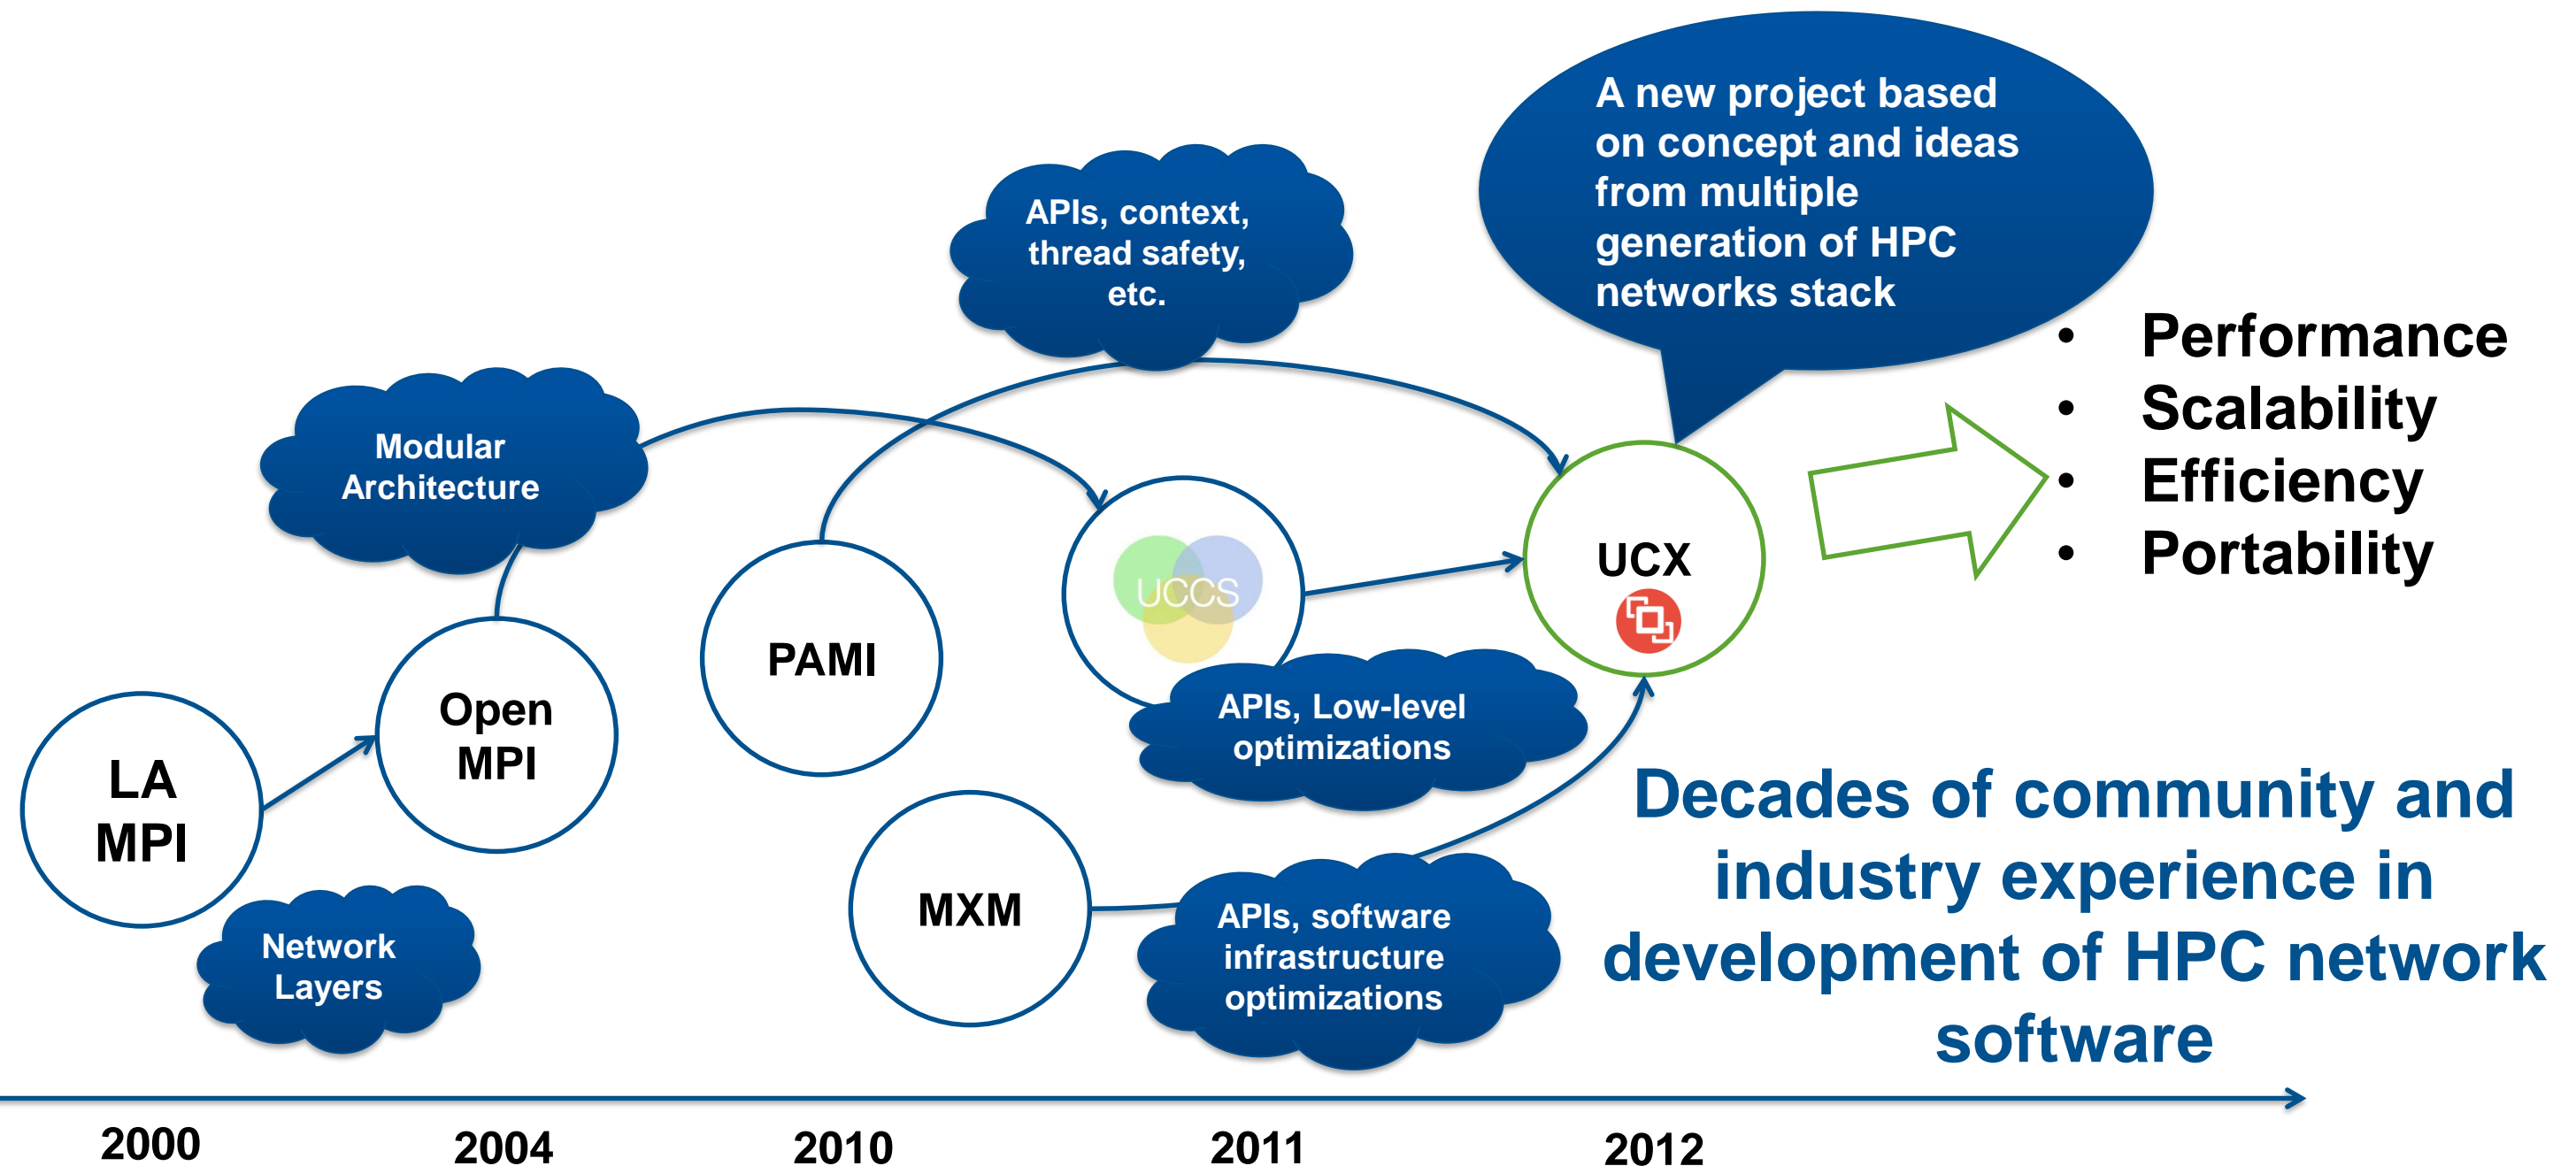 A new project based
on concept and ideas
from multiple
generation of HPC
networks stack
APIs, context,
thread safety,
etc.
• Performance
• Scalability
• Efficiency
• Portability
Modular
Architecture
UCCS
UCX
PAMI
Open
MPI
LA
MPI
APIs, Low-level
optimizations
MXM
APIs, software
infrastructure
optimizations
Network
Layers
Decades of community and
industry experience in
development of HPC network
software
2000
2004
2010
2011
2012